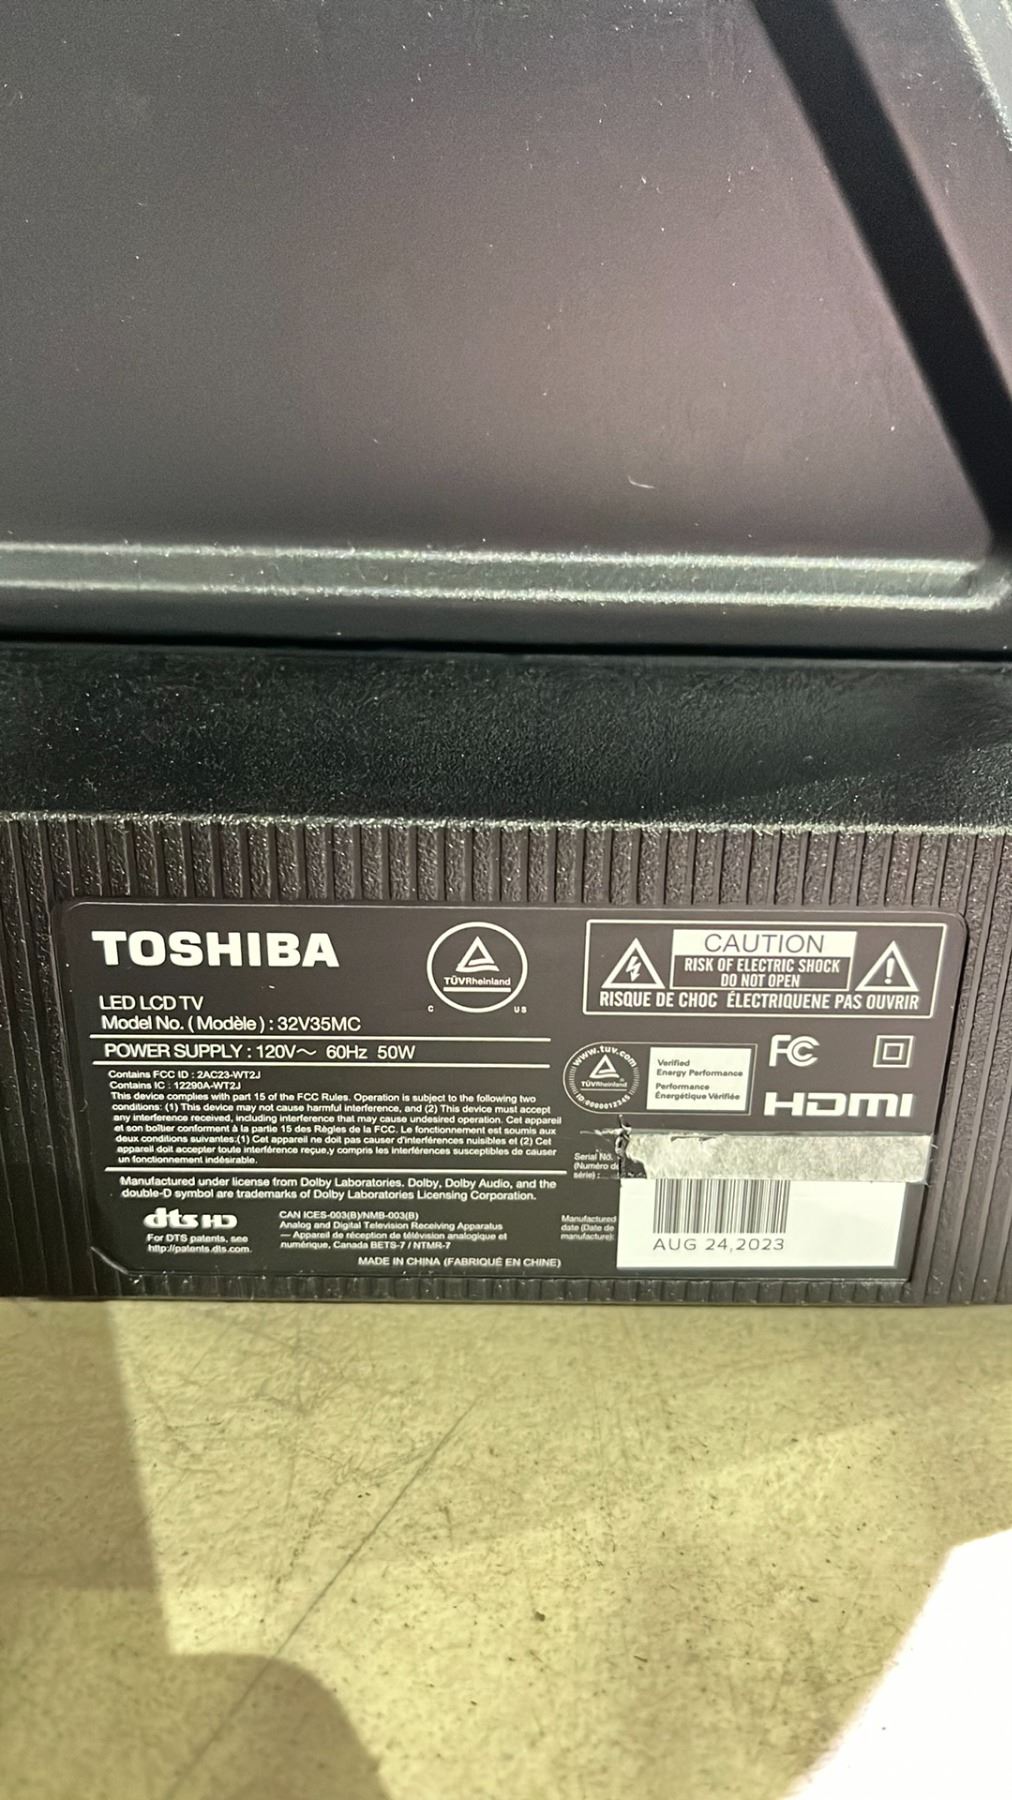 TOSHIBA
LED LCD TV
Model No. ( Modèle ) : 32V35MC
POWER SUPPLY : 120V～ 60Hz 50W
Contains FCC ID : 2AC23-WT2J
Contains IC : 12290A-WT2J
This device complies with part 15 of the FCC Rules. Operation is subject to the following two
conditions: (1) This device may not cause harmful interference, and (2) This device must accept
any interference received, including interference that may cause undesired operation. Cet appareil
et son boîtier conforment à la partie 15 des Règles de la FCC. Le fonctionnement est soumis aux
deux conditions suivantes:(1) Cet appareil ne doit pas causer d'interférences nuisibles et (2) Cet
appareil doit accepter toute interférence reçue,y compris les interférences susceptibles de causer
un fonctionnement indésirable.
Manufactured under license from Dolby Laboratories. Dolby, Dolby Audio, and the
double-D symbol are trademarks of Dolby Laboratories Licensing Corporation.
dts HD
For DTS patents, see
http://patents.dts.com.
CAN ICES-003(B)/NMB-003(B)
Analog and Digital Television Receiving Apparatus
— Appareil de réception de télévision analogique et
numérique, Canada BETS-7 / NTMR-7
MADE IN CHINA (FABRIQUÉ EN CHINE)
TÜVRheinland
C US
CAUTION
RISK OF ELECTRIC SHOCK
DO NOT OPEN
RISQUE DE CHOC ÉLECTRIQUENE PAS OUVRIR
www.tuv.com
TÜVRheinland
ID:0000012345
Verified
Energy Performance
Performance
Énergétique Vérifiée
FC
HDMI
Serial No.
(Numéro de
série) :
Manufactured
date (Date de
manufacture):
AUG 24,2023